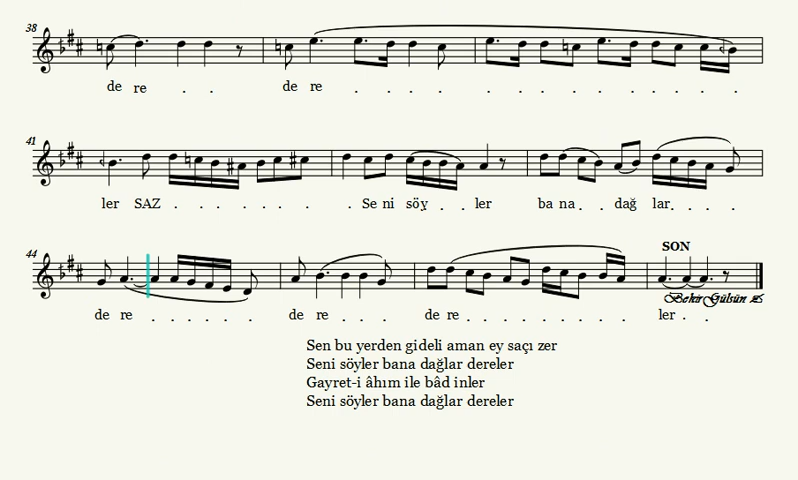 38
de re . . de re . . . . . . . . . . . .
41
ler SAZ . . . . . . . Se ni söy . . ler ba na . . dağ lar . . . .
44 SON
de re . . . . . de re . . . de re . . . . . . . . ler . .
Bekir Gülsün
Sen bu yerden gideli aman ey saçı zer
Seni söyler bana dağlar dereler
Gayret-i âhım ile bâd inler
Seni söyler bana dağlar dereler